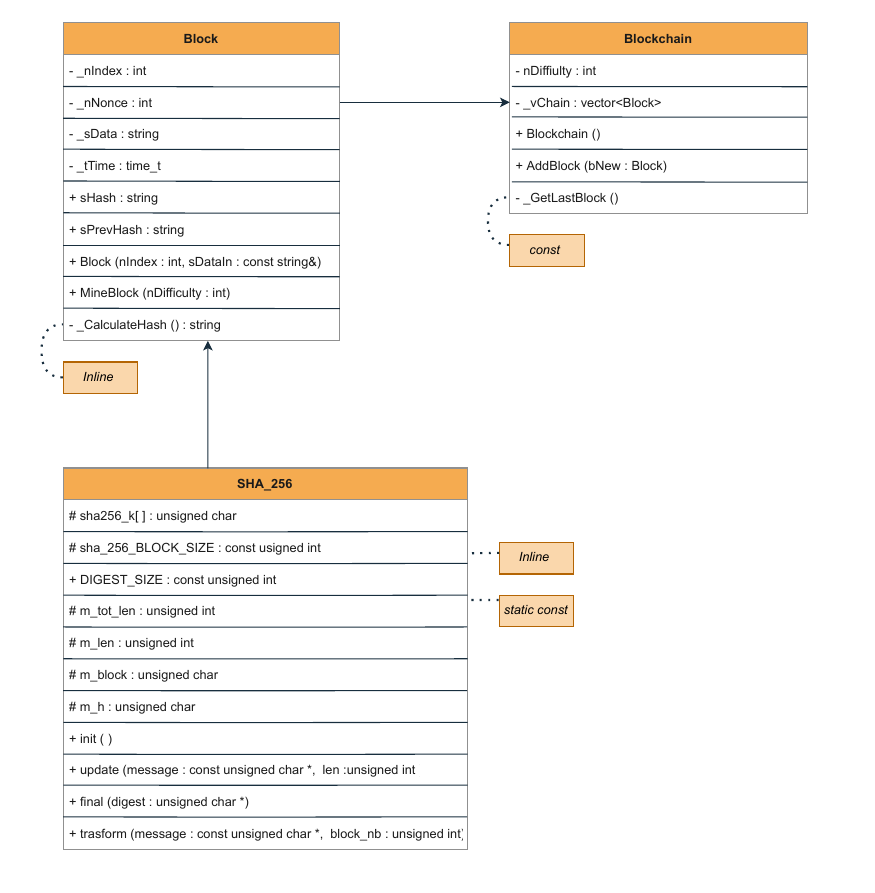 Block
- _nIndex : int
- _nNonce : int
- _sData : string
- _tTime : time_t
+ sHash : string
+ sPrevHash : string
+ Block (nIndex : int, sDataIn : const string&)
+ MineBlock (nDifficulty : int)
- _CalculateHash () : string
Inline
Blockchain
- nDiffiulty : int
- _vChain : vector<Block>
+ Blockchain ()
+ AddBlock (bNew : Block)
- _GetLastBlock ()
const
SHA_256
# sha256_k[ ] : unsigned char
# sha_256_BLOCK_SIZE : const usigned int
+ DIGEST_SIZE : const unsigned int
# m_tot_len : unsigned int
# m_len : unsigned int
# m_block : unsigned char
# m_h : unsigned char
+ init ( )
+ update (message : const unsigned char *,  len :unsigned int
+ final (digest : unsigned char *)
+ trasform (message : const unsigned char *,  block_nb : unsigned int)
Inline
static const